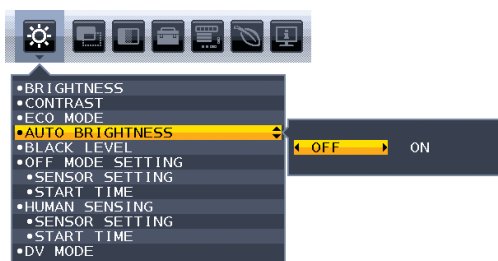 •BRIGHTNESS
•CONTRAST
•ECO MODE
•AUTO BRIGHTNESS
OFF ON
•BLACK LEVEL
•OFF MODE SETTING
•SENSOR SETTING
•START TIME
•HUMAN SENSING
•SENSOR SETTING
•START TIME
•DV MODE